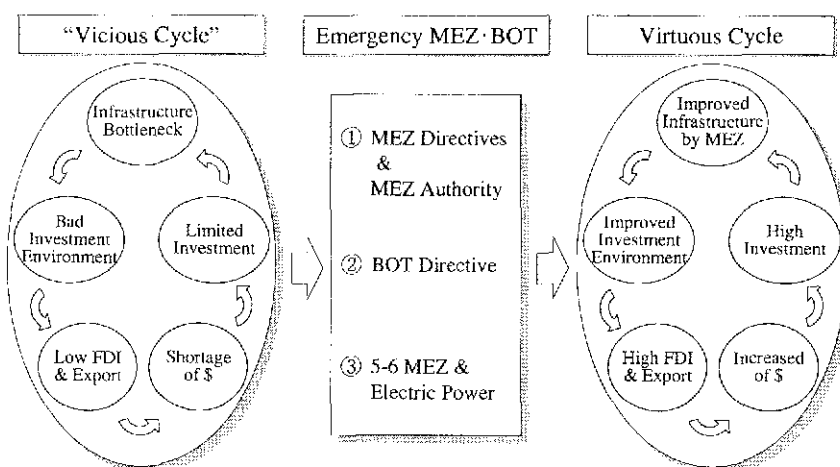 “Vicious Cycle”
Emergency MEZ·BOT
Virtuous Cycle
Infrastructure
Bottleneck
Bad
Investment
Environment
Limited
Investment
Low FDI
& Export
Shortage
of $
① MEZ Directives
&
MEZ Authority
② BOT Directive
③ 5-6 MEZ &
Electric Power
Improved
Infrastructure
by MEZ
Improved
Investment
Environment
High
Investment
High FDI
& Export
Increased
of $